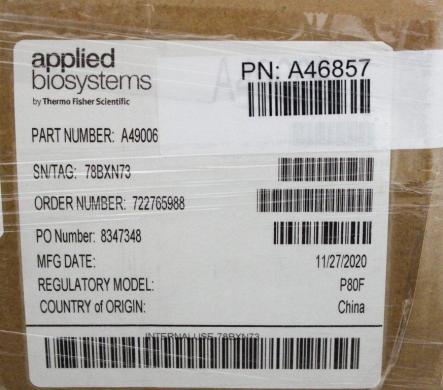 applied
biosystems
by Thermo Fisher Scientific
PN: A46857
PART NUMBER: A49006
SN/TAG: 78BXN73
ORDER NUMBER: 722765988
PO Number: 8347348
MFG DATE: 11/27/2020
REGULATORY MODEL: P80F
COUNTRY of ORIGIN: China
INTERNAL USE 78BXN73